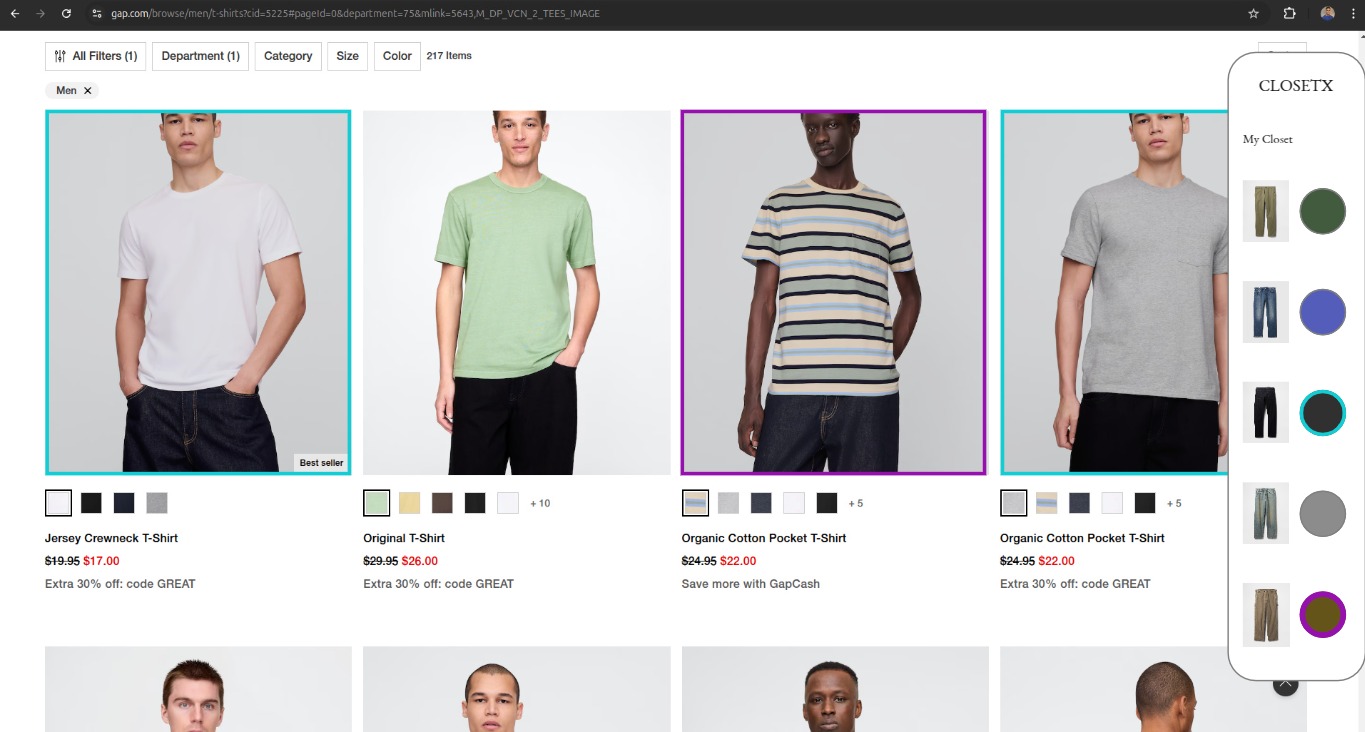 gap.com/browse/men/t-shirts?cid=5225#pageId=0&department=75&mlink=5643,M_DP_VCN_2_TEES_IMAGE
All Filters (1) Department (1) Category Size Color 217 Items
Men
CLOSETX
My Closet
Best seller
+ 10
+ 5
+ 5
Jersey Crewneck T-Shirt
$19.95 $17.00
Extra 30% off: code GREAT
Original T-Shirt
$29.95 $26.00
Extra 30% off: code GREAT
Organic Cotton Pocket T-Shirt
$24.95 $22.00
Save more with GapCash
Organic Cotton Pocket T-Shirt
$24.95 $22.00
Extra 30% off: code GREAT